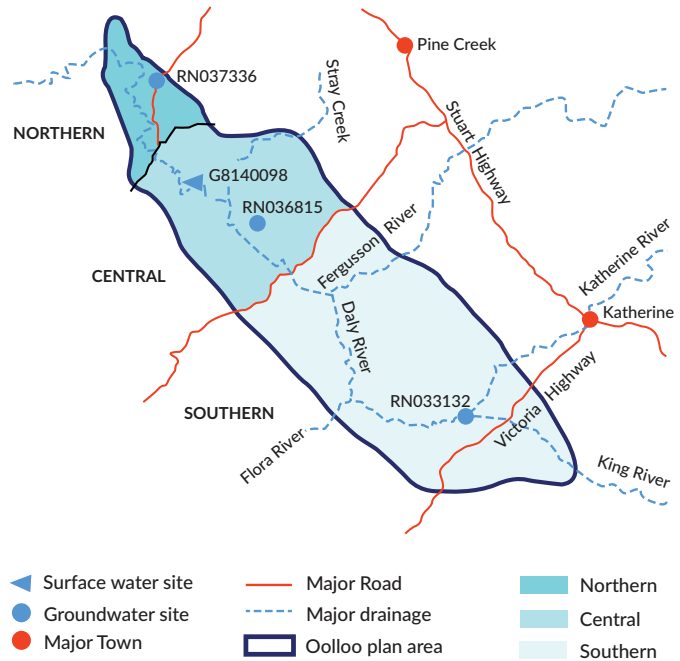 Pine Creek
RN037336
Stray Creek
NORTHERN
Stuart Highway
G8140098
RN036815
Fergusson River
Katherine River
CENTRAL
Katherine
Daly River
RN033132
SOUTHERN
Victoria Highway
Flora River
King River
Surface water site
Major Road
Northern
Groundwater site
Major drainage
Central
Major Town
Oolloo plan area
Southern